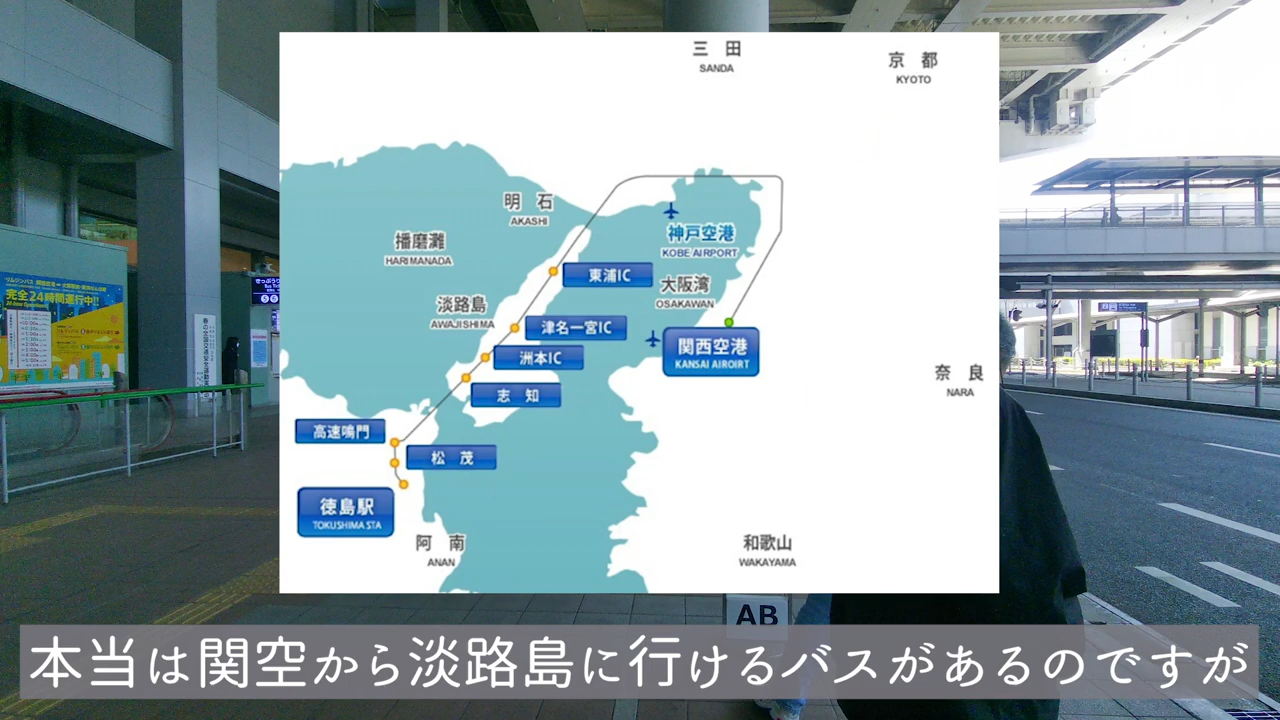 三 田
SANDA
京 都
KYOTO
明 石
AKASHI
播磨灘
HARIMANADA
神戸空港
KOBE AIRPORT
東浦IC
大阪湾
OSAKAWAN
淡路島
AWAJISHIMA
津名一宮IC
洲本IC
関西空港
KANSAI AIROIRT
志 知
奈 良
NARA
高速鳴門
松 茂
徳島駅
TOKUSHIMA STA
阿 南
ANAN
和歌山
WAKAYAMA
完全24時間運行中!!
AB
本当は関空から淡路島に行けるバスがあるのですが